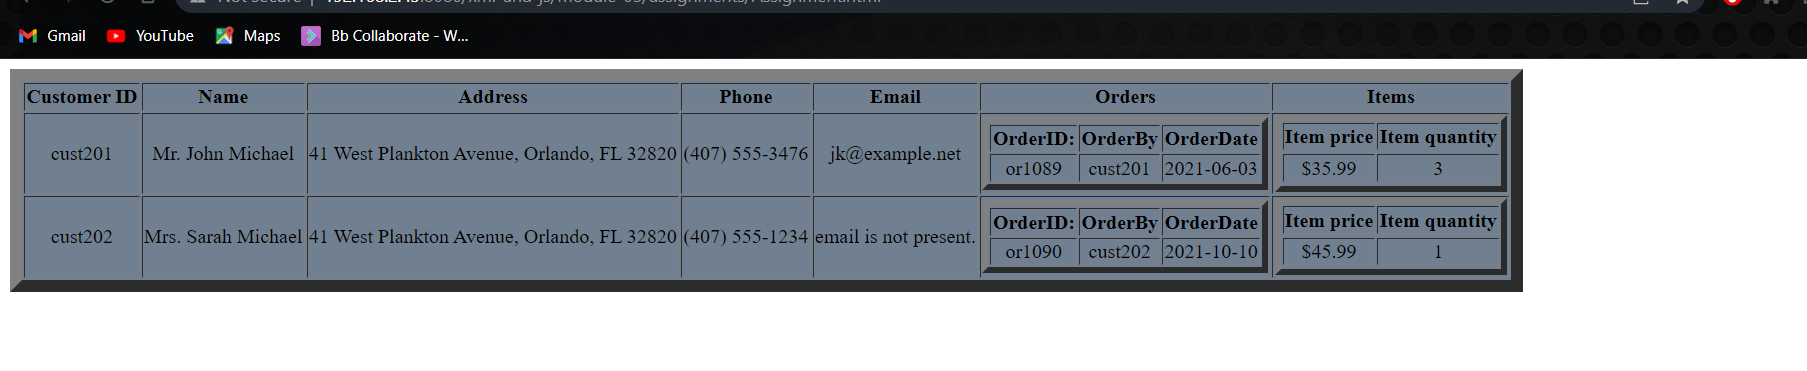 Gmail YouTube Maps Bb Collaborate - W...
Customer ID Name Address Phone Email Orders Items
OrderID: OrderBy OrderDate Item price Item quantity
cust201 Mr. John Michael 41 West Plankton Avenue, Orlando, FL 32820 (407) 555-3476 jk@example.net
or1089 cust201 2021-06-03 $35.99 3
OrderID: OrderBy OrderDate Item price Item quantity
cust202 Mrs. Sarah Michael 41 West Plankton Avenue, Orlando, FL 32820 (407) 555-1234 email is not present.
or1090 cust202 2021-10-10 $45.99 1